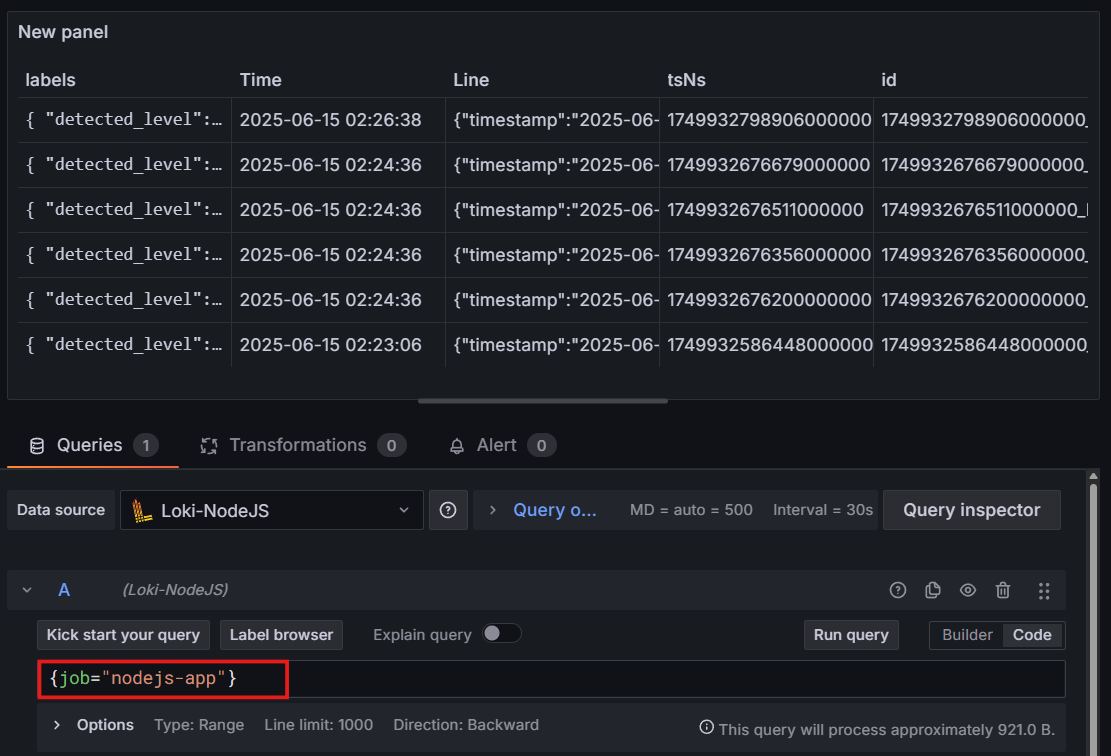 New panel
labels Time Line tsNs id
{ "detected_level":… 2025-06-15 02:26:38 {"timestamp":"2025-06- 1749932798906000000 1749932798906000000_
{ "detected_level":… 2025-06-15 02:24:36 {"timestamp":"2025-06- 1749932676679000000 1749932676679000000_
{ "detected_level":… 2025-06-15 02:24:36 {"timestamp":"2025-06- 1749932676511000000 1749932676511000000_
{ "detected_level":… 2025-06-15 02:24:36 {"timestamp":"2025-06- 1749932676356000000 1749932676356000000_
{ "detected_level":… 2025-06-15 02:24:36 {"timestamp":"2025-06- 1749932676200000000 1749932676200000000_
{ "detected_level":… 2025-06-15 02:23:06 {"timestamp":"2025-06- 1749932586448000000 1749932586448000000_
Queries 1 Transformations 0 Alert 0
Data source Loki-NodeJS Query o... MD = auto = 500 Interval = 30s Query inspector
A (Loki-NodeJS)
Kick start your query Label browser Explain query Run query Builder Code
{job="nodejs-app"}
Options Type: Range Line limit: 1000 Direction: Backward This query will process approximately 921.0 B.